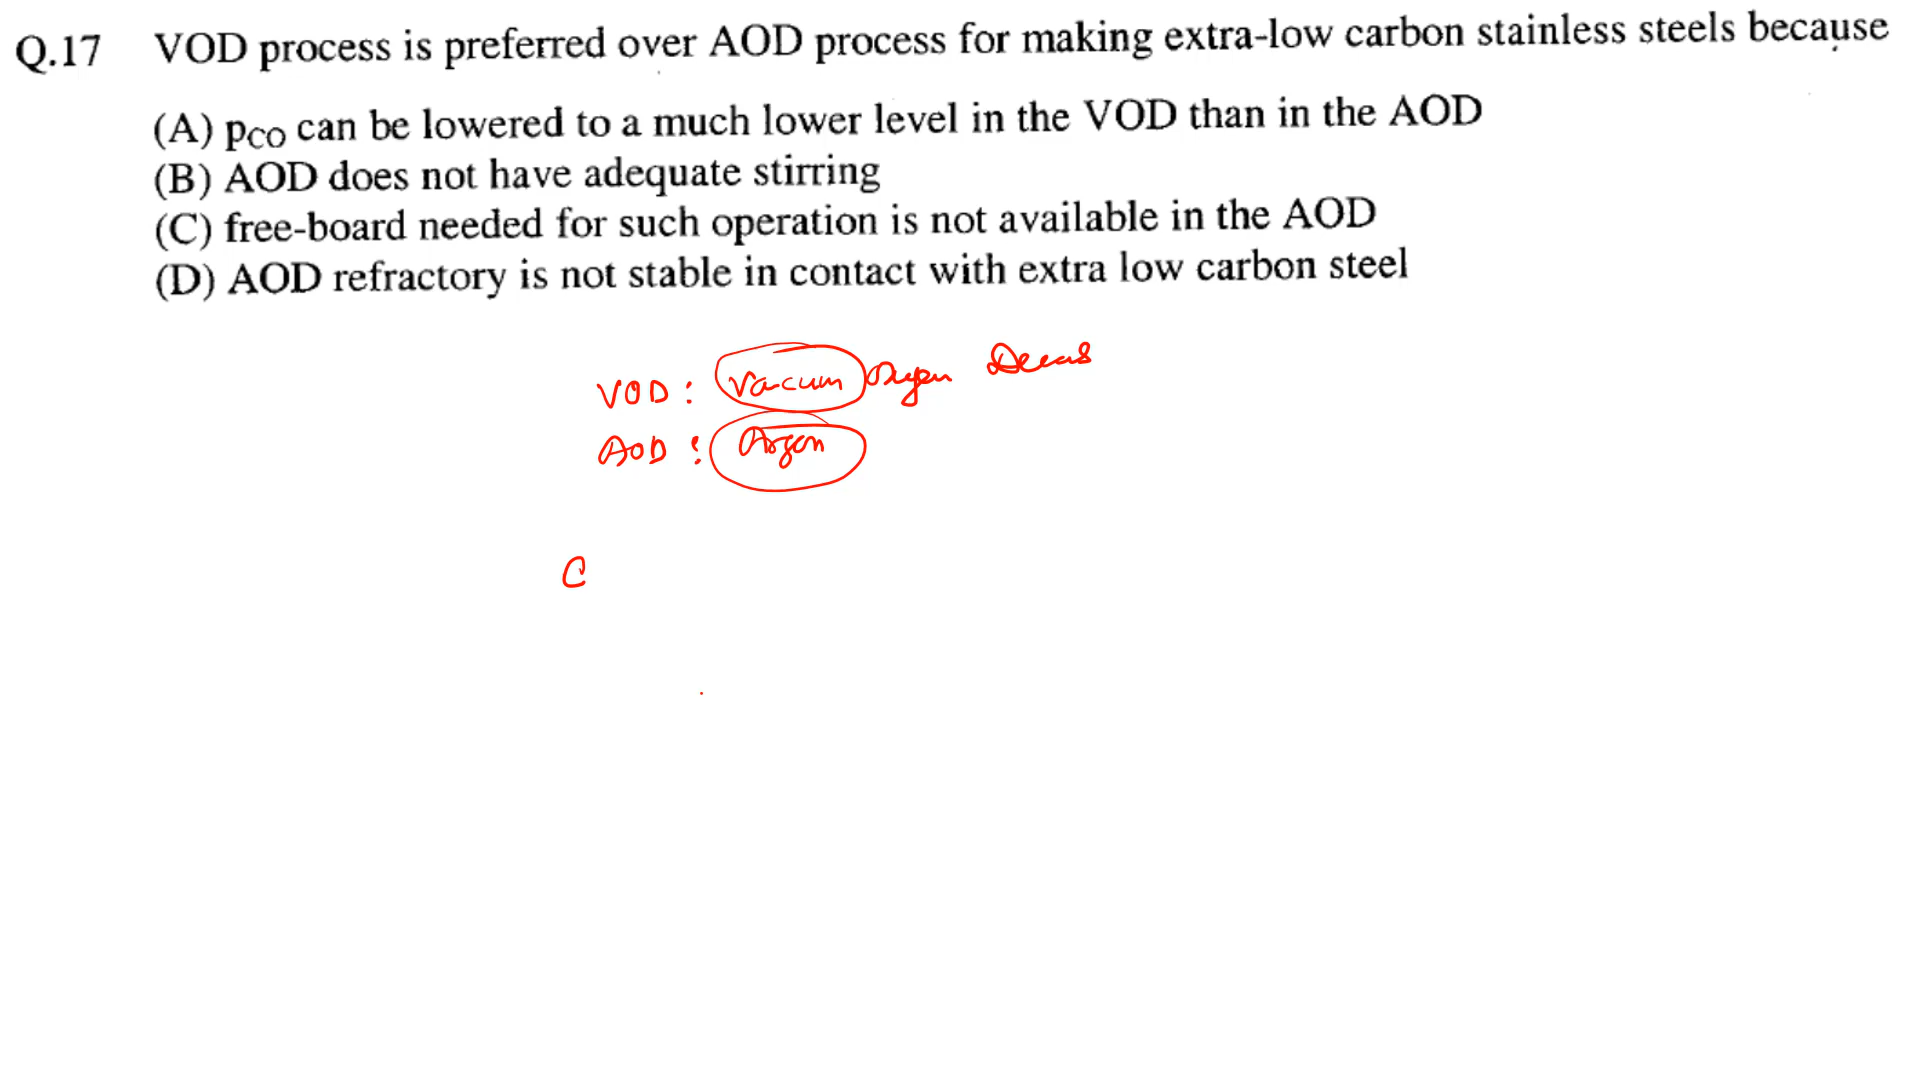 Q.17 VOD process is preferred over AOD process for making extra-low carbon stainless steels because
(A) pCO can be lowered to a much lower level in the VOD than in the AOD
(B) AOD does not have adequate stirring
(C) free-board needed for such operation is not available in the AOD
(D) AOD refractory is not stable in contact with extra low carbon steel
VOD : Vacum
AOD : Argon
C